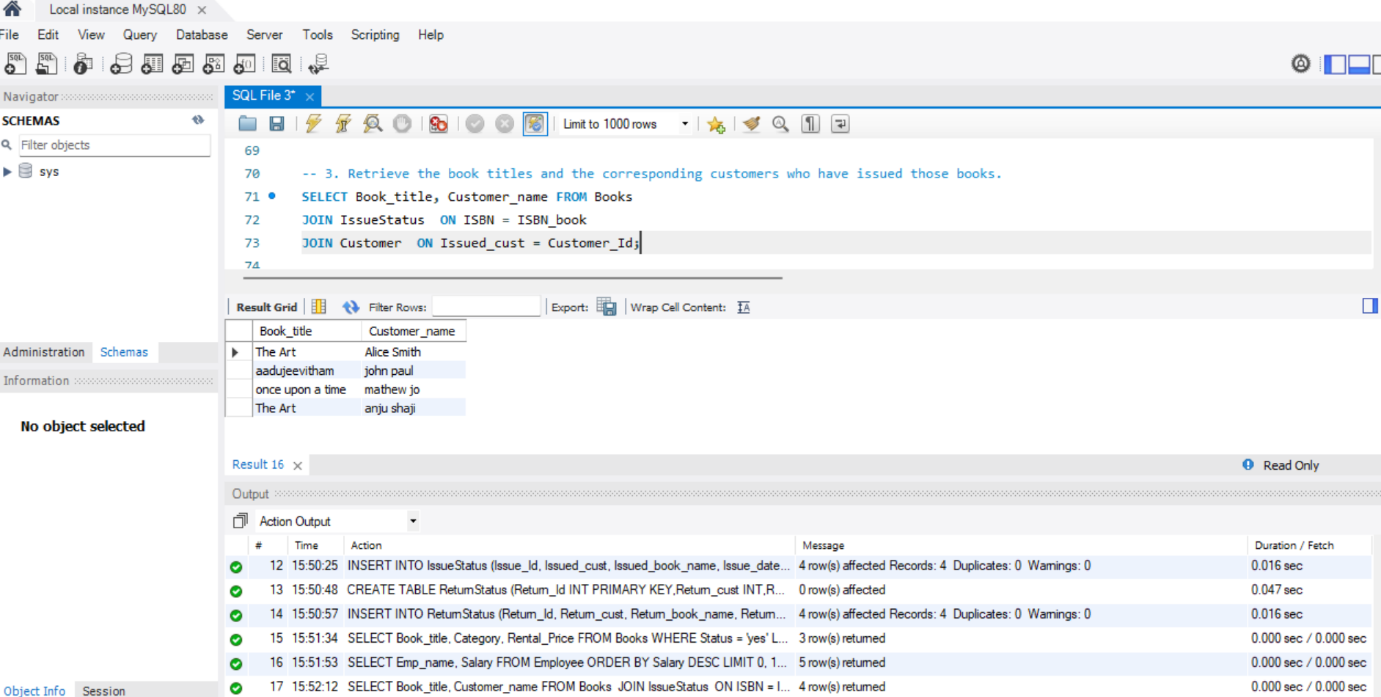 Local instance MySQL80
File Edit View Query Database Server Tools Scripting Help
Navigator
SCHEMAS
Filter objects
sys
Administration Schemas
Information
No object selected
Object Info Session
SQL File 3*
Limit to 1000 rows
69
70 -- 3. Retrieve the book titles and the corresponding customers who have issued those books.
71 SELECT Book_title, Customer_name FROM Books
72 JOIN IssueStatus ON ISBN = ISBN_book
73 JOIN Customer ON Issued_cust = Customer_Id;
74
Result Grid Filter Rows: Export: Wrap Cell Content:
Book_title Customer_name
The Art Alice Smith
aadujeevitham john paul
once upon a time mathew jo
The Art anju shaji
Result 16 Read Only
Output
Action Output
# Time Action Message Duration / Fetch
12 15:50:25 INSERT INTO IssueStatus (Issue_Id, Issued_cust, Issued_book_name, Issue_date... 4 row(s) affected Records: 4 Duplicates: 0 Warnings: 0 0.016 sec
13 15:50:48 CREATE TABLE ReturnStatus (Return_Id INT PRIMARY KEY,Return_cust INT,R... 0 row(s) affected 0.047 sec
14 15:50:57 INSERT INTO ReturnStatus (Return_Id, Return_cust, Return_book_name, Return... 4 row(s) affected Records: 4 Duplicates: 0 Warnings: 0 0.016 sec
15 15:51:34 SELECT Book_title, Category, Rental_Price FROM Books WHERE Status = 'yes' L... 3 row(s) returned 0.000 sec / 0.000 sec
16 15:51:53 SELECT Emp_name, Salary FROM Employee ORDER BY Salary DESC LIMIT 0, 1... 5 row(s) returned 0.000 sec / 0.000 sec
17 15:52:12 SELECT Book_title, Customer_name FROM Books JOIN IssueStatus ON ISBN = I... 4 row(s) returned 0.000 sec / 0.000 sec